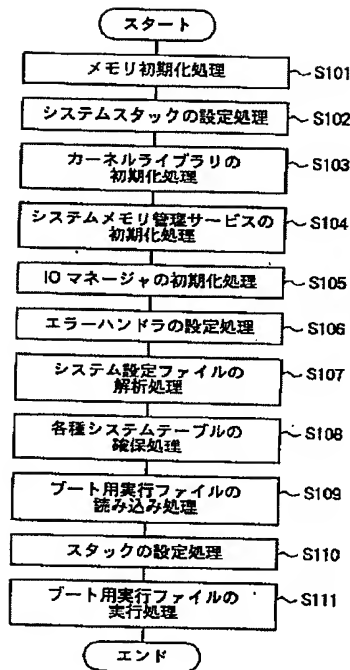 スタート
メモリ初期化処理
S101
システムスタックの設定処理
S102
カーネルライブラリの
初期化処理
S103
システムメモリ管理サービスの
初期化処理
S104
IO マネージャの初期化処理
S105
エラーハンドラの設定処理
S106
システム設定ファイルの
解析処理
S107
各種システムテーブルの
確保処理
S108
ブート用実行ファイルの
読み込み処理
S109
スタックの設定処理
S110
ブート用実行ファイルの
実行処理
S111
エンド